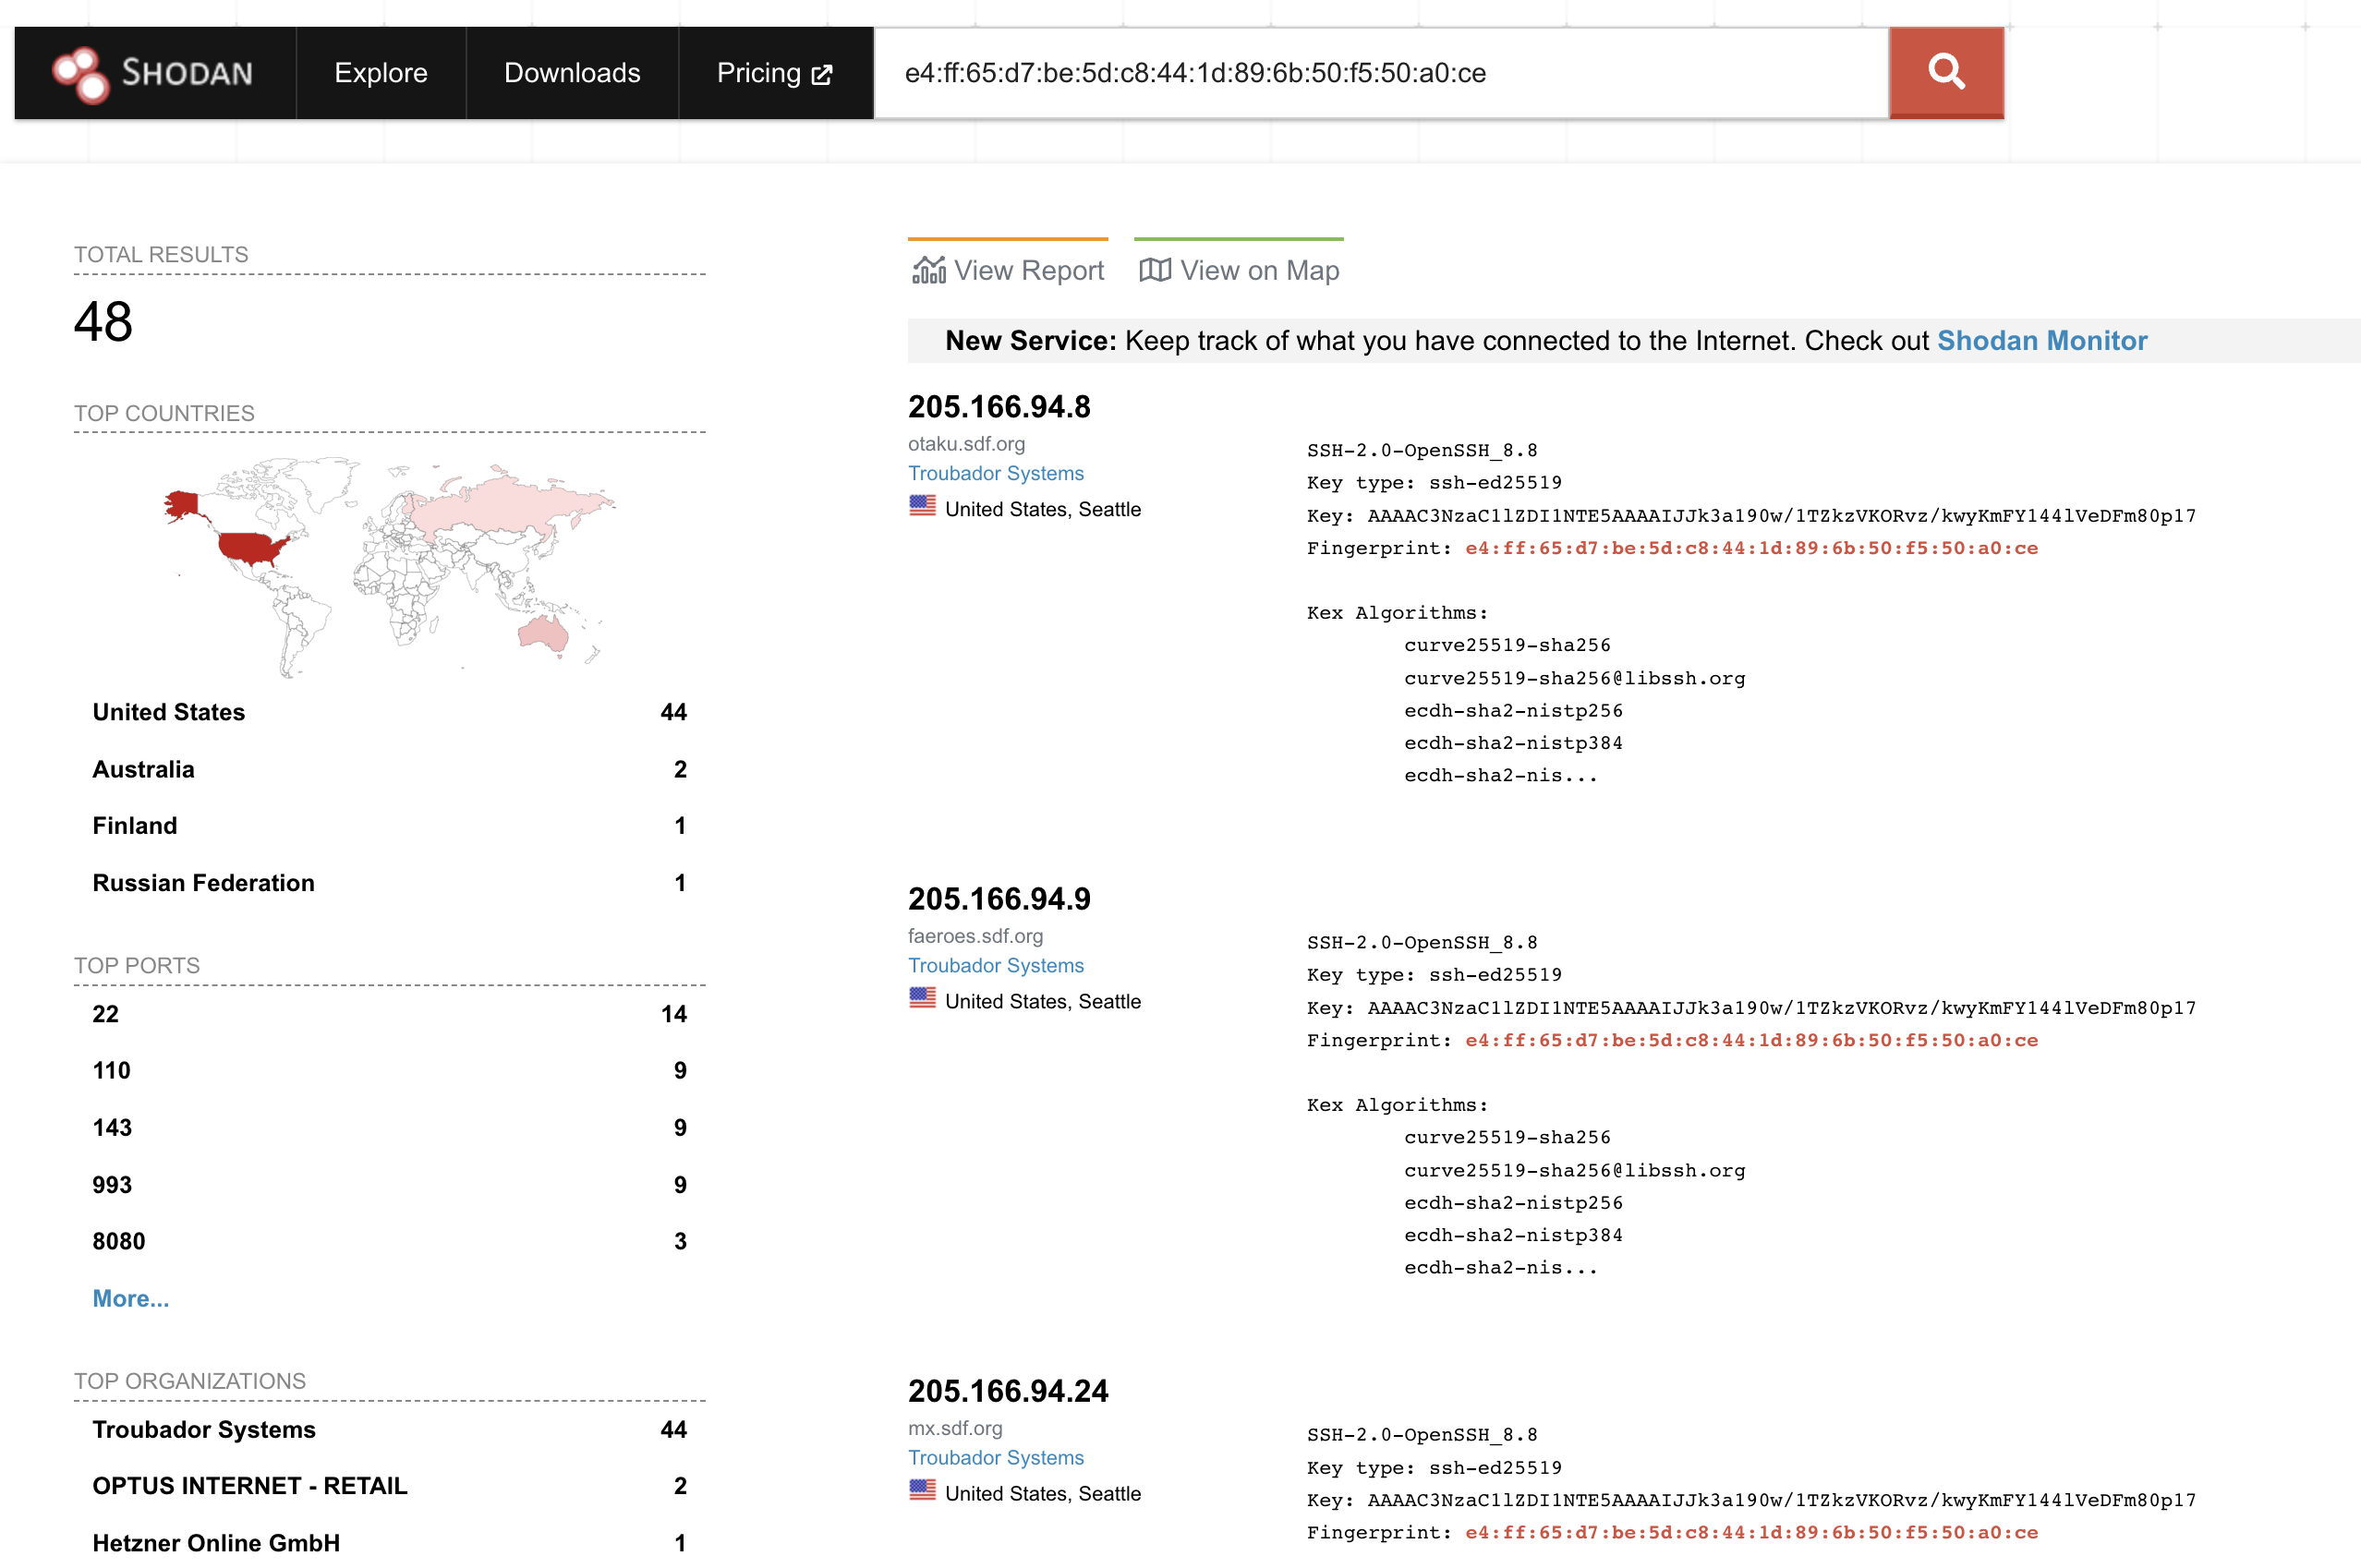 SHODAN Explore Downloads Pricing e4:ff:65:d7:be:5d:c8:44:1d:89:6b:50:f5:50:a0:ce
TOTAL RESULTS
48
TOP COUNTRIES
United States 44
Australia 2
Finland 1
Russian Federation 1
TOP PORTS
22 14
110 9
143 9
993 9
8080 3
More...
TOP ORGANIZATIONS
Troubador Systems 44
OPTUS INTERNET - RETAIL 2
Hetzner Online GmbH 1
View Report View on Map
New Service: Keep track of what you have connected to the Internet. Check out Shodan Monitor
205.166.94.8
otaku.sdf.org
Troubador Systems
United States, Seattle
SSH-2.0-OpenSSH_8.8
Key type: ssh-ed25519
Key: AAAAC3NzaC1lZDI1NTE5AAAAIJJk3a190w/1TZkzVKORvz/kwyKmFY144lVeDFm80p17
Fingerprint: e4:ff:65:d7:be:5d:c8:44:1d:89:6b:50:f5:50:a0:ce
Kex Algorithms:
curve25519-sha256
curve25519-sha256@libssh.org
ecdh-sha2-nistp256
ecdh-sha2-nistp384
ecdh-sha2-nis...
205.166.94.9
faeroes.sdf.org
Troubador Systems
United States, Seattle
SSH-2.0-OpenSSH_8.8
Key type: ssh-ed25519
Key: AAAAC3NzaC1lZDI1NTE5AAAAIJJk3a190w/1TZkzVKORvz/kwyKmFY144lVeDFm80p17
Fingerprint: e4:ff:65:d7:be:5d:c8:44:1d:89:6b:50:f5:50:a0:ce
Kex Algorithms:
curve25519-sha256
curve25519-sha256@libssh.org
ecdh-sha2-nistp256
ecdh-sha2-nistp384
ecdh-sha2-nis...
205.166.94.24
mx.sdf.org
Troubador Systems
United States, Seattle
SSH-2.0-OpenSSH_8.8
Key type: ssh-ed25519
Key: AAAAC3NzaC1lZDI1NTE5AAAAIJJk3a190w/1TZkzVKORvz/kwyKmFY144lVeDFm80p17
Fingerprint: e4:ff:65:d7:be:5d:c8:44:1d:89:6b:50:f5:50:a0:ce